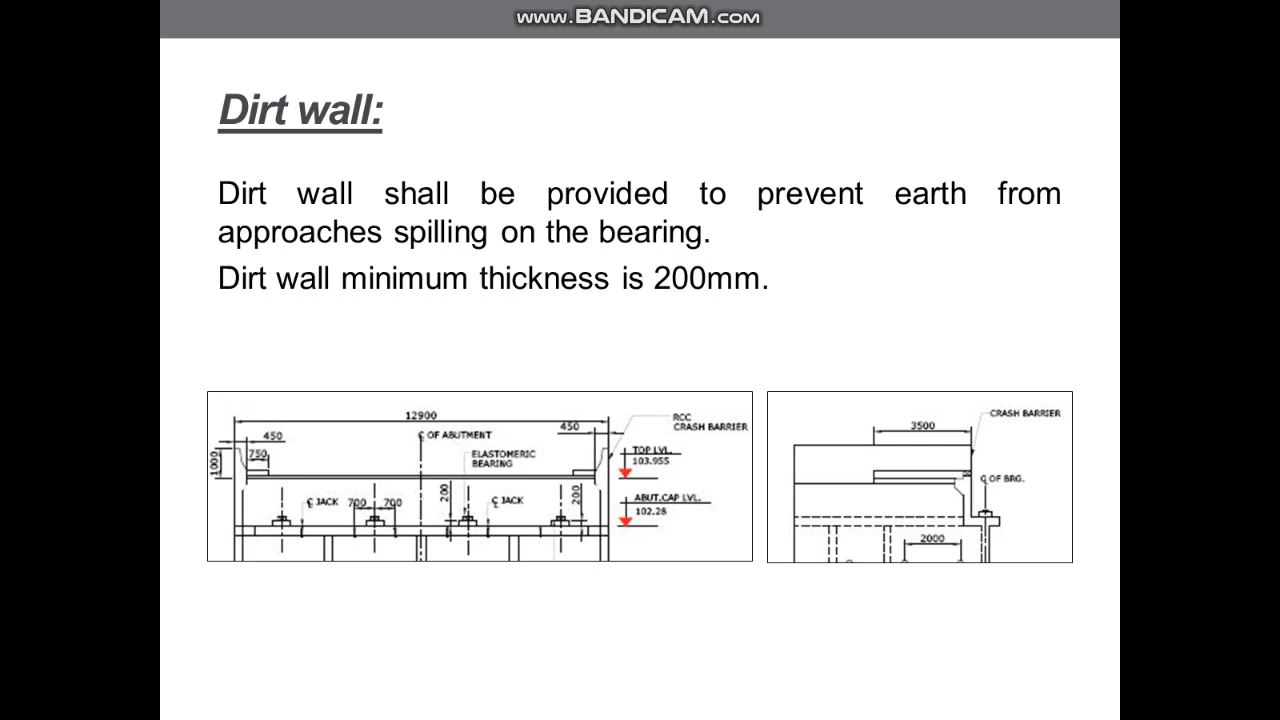 www.BANDICAM.com
Dirt wall:
Dirt wall shall be provided to prevent earth from
approaches spilling on the bearing.
Dirt wall minimum thickness is 200mm.
12900
450
450
1000
750
℄ OF ABUTMENT
ELASTOMERIC
BEARING
RCC
CRASH BARRIER
TOP LVL.
103.955
℄ JACK
700
700
200
℄ JACK
200
ABUT.CAP LVL.
102.28
3500
CRASH BARRIER
℄ OF BRG.
2000